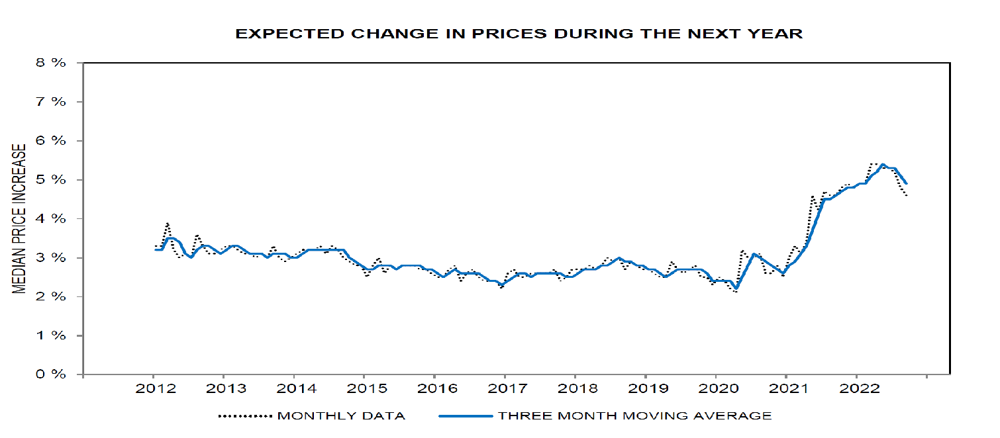 EXPECTED CHANGE IN PRICES DURING THE NEXT YEAR
8 %
7 %
6 %
5 %
4 %
3 %
2 %
1 %
0 %
MEDIAN PRICE INCREASE
2012 2013 2014 2015 2016 2017 2018 2019 2020 2021 2022
MONTHLY DATA THREE MONTH MOVING AVERAGE